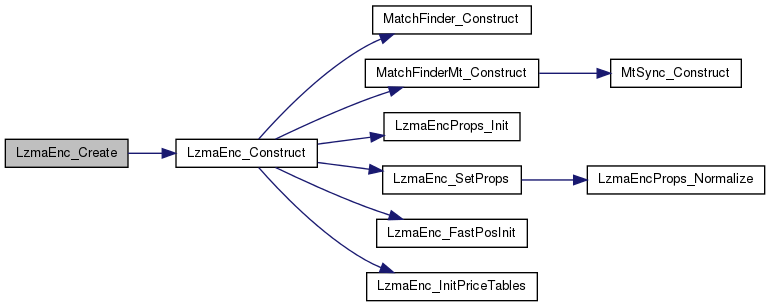 MatchFinder_Construct
MatchFinderMt_Construct
MtSync_Construct
LzmaEncProps_Init
LzmaEnc_Create
LzmaEnc_Construct
LzmaEnc_SetProps
LzmaEncProps_Normalize
LzmaEnc_FastPosInit
LzmaEnc_InitPriceTables